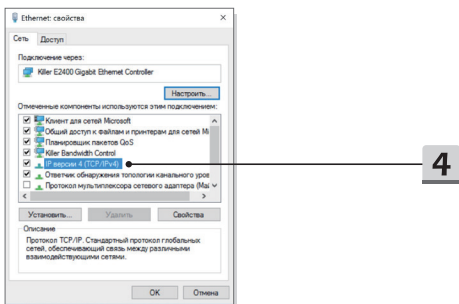 Ethernet: свойства
Сеть Доступ
Подключение через:
Killer E2400 Gigabit Ethernet Controller
Настроить...
Отмеченные компоненты используются этим подключением:
Клиент для сетей Microsoft
Общий доступ к файлам и принтерам для сетей Mi
Планировщик пакетов QoS
Killer Bandwidth Control
IP версии 4 (TCP/IPv4)
4
Ответчик обнаружения топологии канального уров
Протокол мультиплексора сетевого адаптера (Май
Установить... Удалить Свойства
Описание
Протокол TCP/IP. Стандартный протокол глобальных
сетей, обеспечивающий связь между различными
взаимодействующими сетями.
OK Отмена